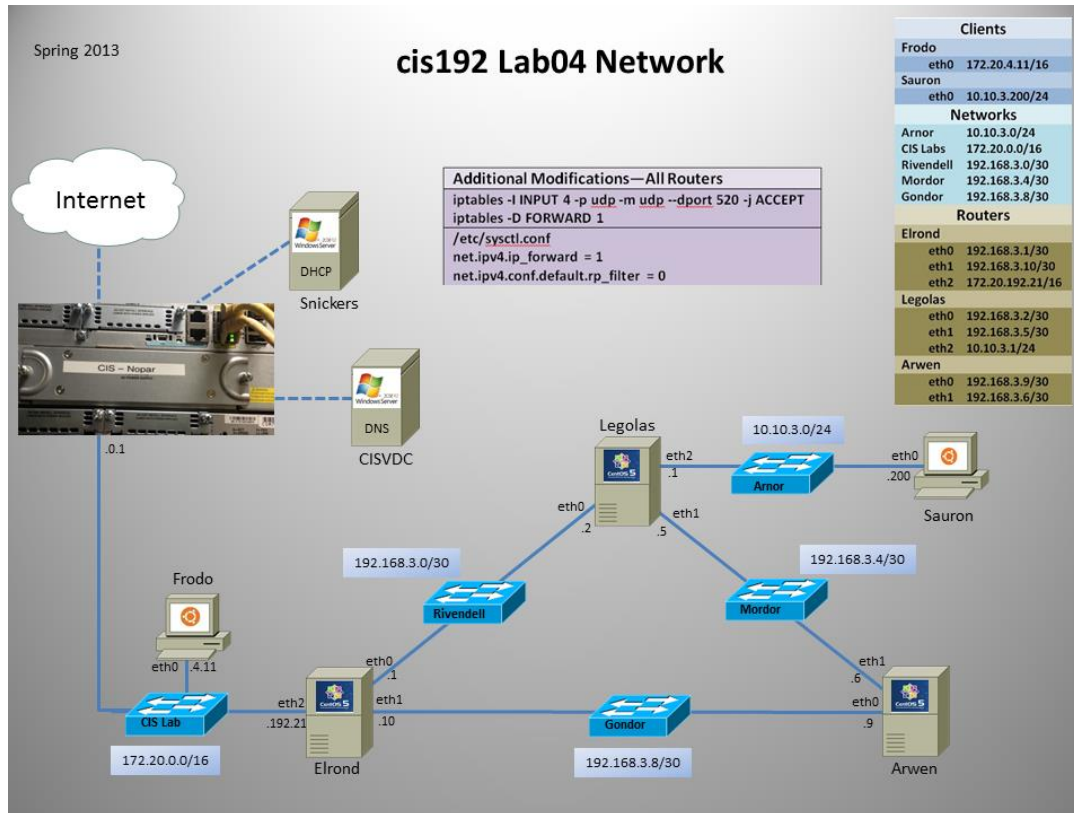 Spring 2013
cis192 Lab04 Network
Clients
Frodo
eth0 172.20.4.11/16
Sauron
eth0 10.10.3.200/24
Networks
Arnor 10.10.3.0/24
CIS Labs 172.20.0.0/16
Rivendell 192.168.3.0/30
Mordor 192.168.3.4/30
Gondor 192.168.3.8/30
Routers
Elrond
eth0 192.168.3.1/30
eth1 192.168.3.10/30
eth2 172.20.192.21/16
Legolas
eth0 192.168.3.2/30
eth1 192.168.3.5/30
eth2 10.10.3.1/24
Arwen
eth0 192.168.3.9/30
eth1 192.168.3.6/30
Additional Modifications—All Routers
iptables -I INPUT 4 -p udp -m udp --dport 520 -j ACCEPT
iptables -D FORWARD 1
/etc/sysctl.conf
net.ipv4.ip_forward = 1
net.ipv4.conf.default.rp_filter = 0
Internet
DHCP
Snickers
CIS – Nopar
DNS
CISVDC
.0.1
Legolas
CentOS 5
eth2
.1
eth0
.2
eth1
.5
10.10.3.0/24
Arnor
eth0
.200
Sauron
192.168.3.0/30
Rivendell
192.168.3.4/30
Mordor
Frodo
eth0
.4.11
CIS Lab
172.20.0.0/16
eth2
.192.21
eth0
.1
eth1
.10
CentOS 5
Elrond
Gondor
192.168.3.8/30
eth1
.6
eth0
.9
CentOS 5
Arwen